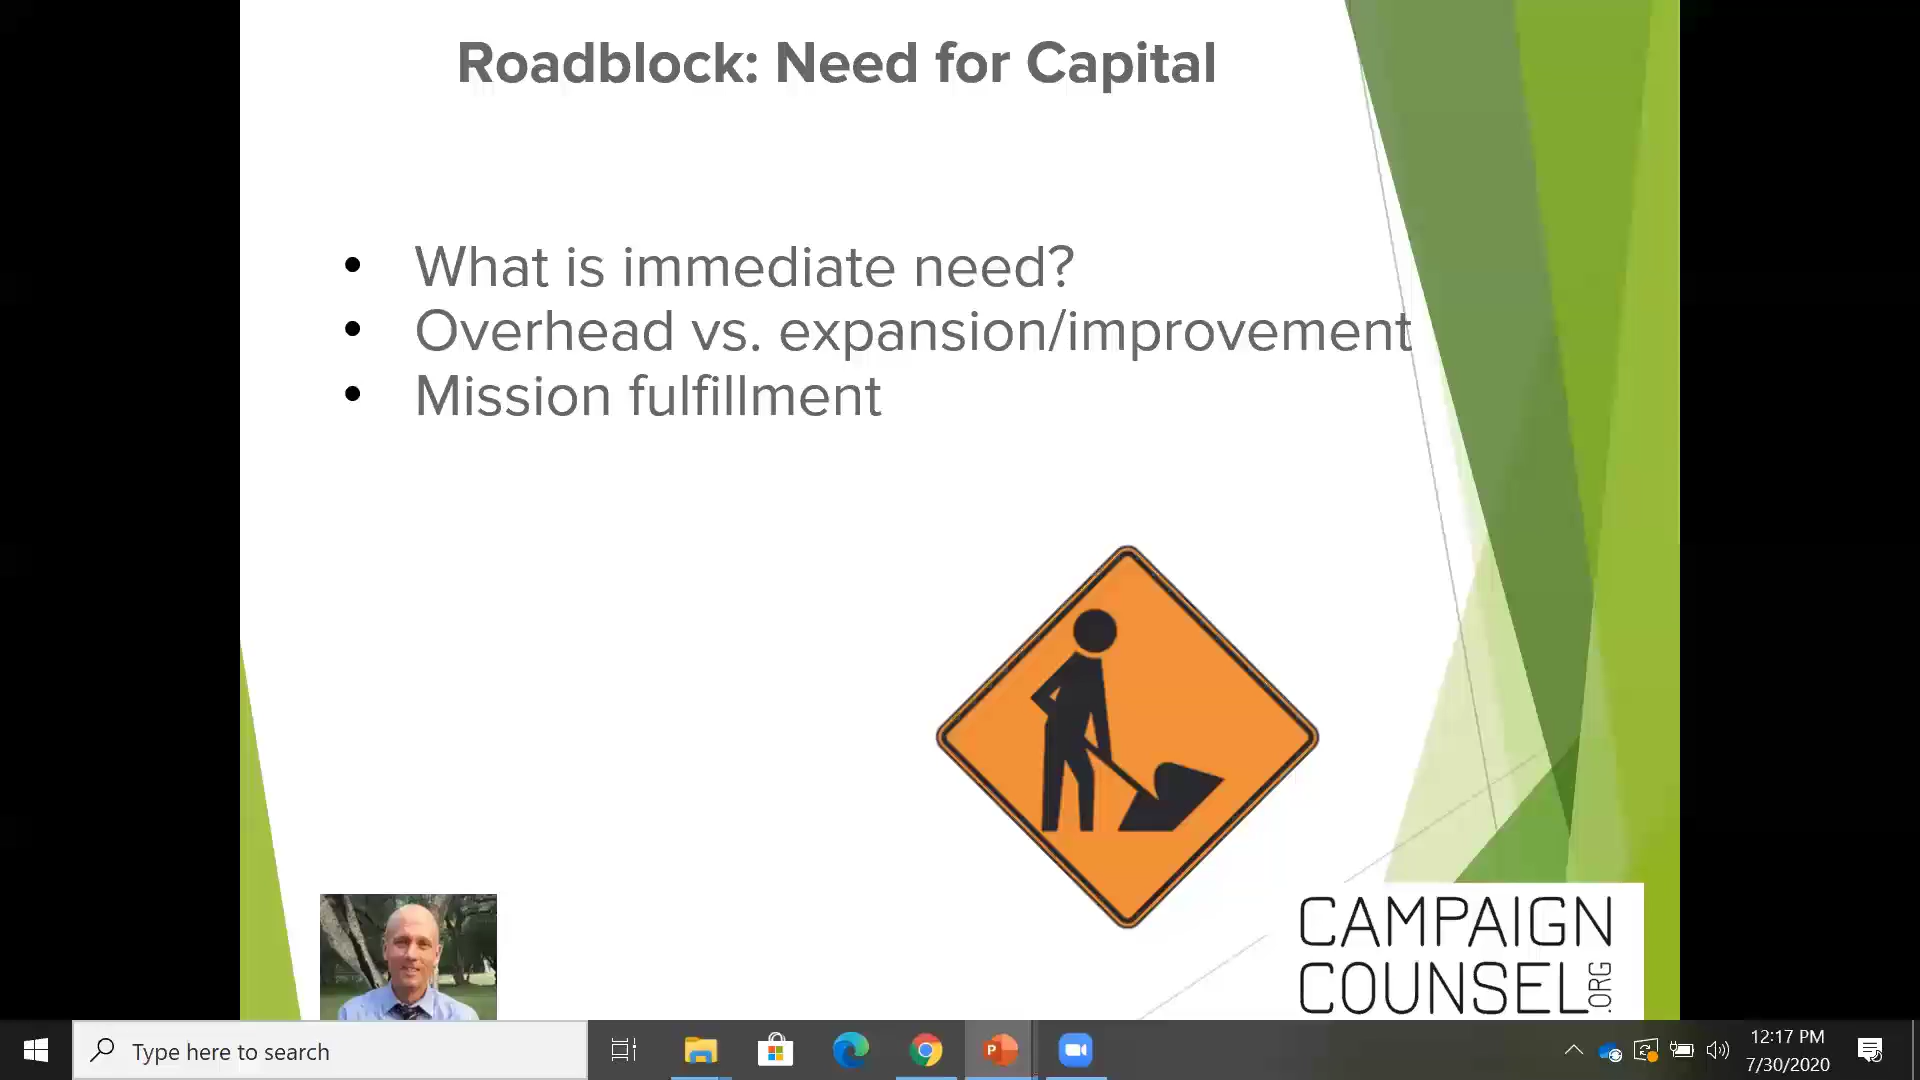 Roadblock: Need for Capital
• What is immediate need?
• Overhead vs. expansion/improvement
• Mission fulfillment
CAMPAIGN
COUNSEL.ORG
Type here to search
12:17 PM
7/30/2020